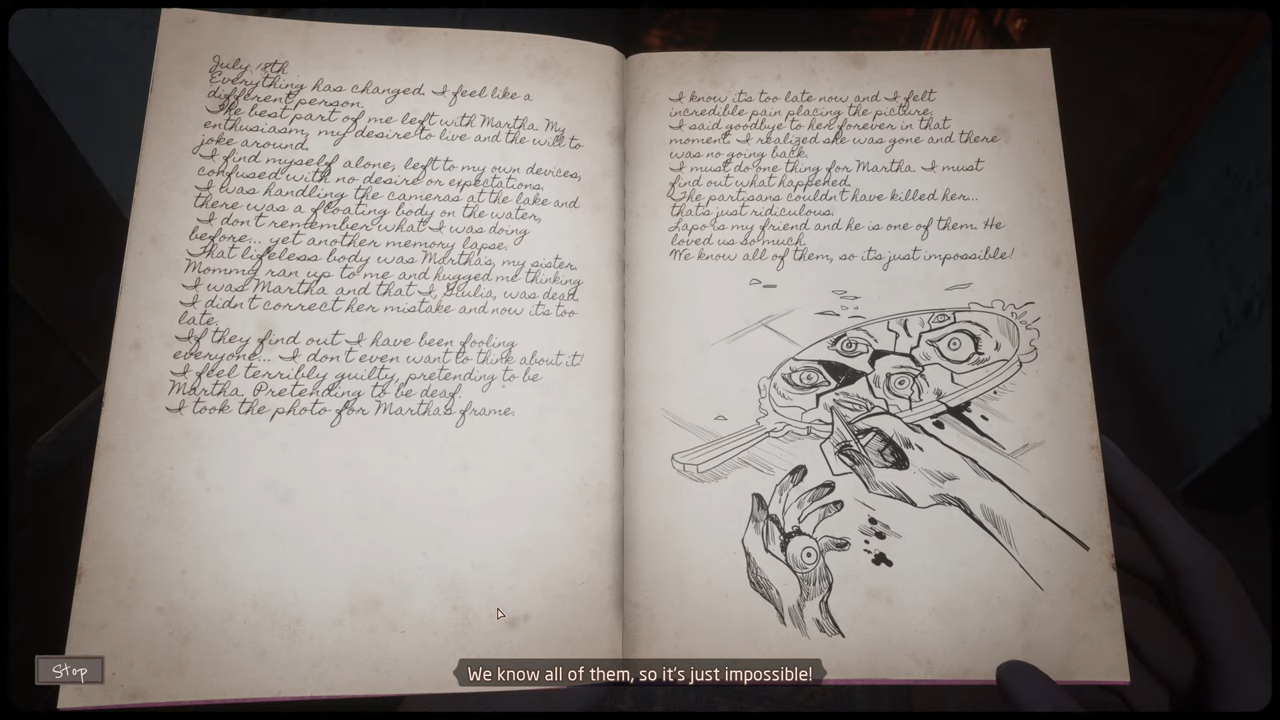 July 18th
Everything has changed. I feel like a
different person.
The best part of me left with Martha. My
enthusiasm, my desire to live and the will to
joke around.
I find myself alone, left to my own devices,
confused with no desire or expectations.
I was handling the cameras at the lake and
there was a floating body on the water,
I don't remember what I was doing
before... yet another memory lapse.
That lifeless body was Martha's, my sister.
Mommy ran up to me and hugged me thinking
I was Martha and that I, Giulia, was dead.
I didn't correct her mistake and now it's too
late.
If they find out I have been fooling
everyone... I don't even want to think about it!
I feel terribly guilty, pretending to be
Martha. Pretending to be deaf.
I took the photo for Martha's frame.
I know it's too late now and I felt
incredible pain placing the picture.
I said goodbye to her forever in that
moment. I realized she was gone and there
was no going back.
I must do one thing for Martha. I must
find out what happened.
The partisans couldn't have killed her...
that's just ridiculous.
Lapo is my friend and he is one of them. He
loved us so much.
We know all of them, so it's just impossible!
Stop
We know all of them, so it's just impossible!